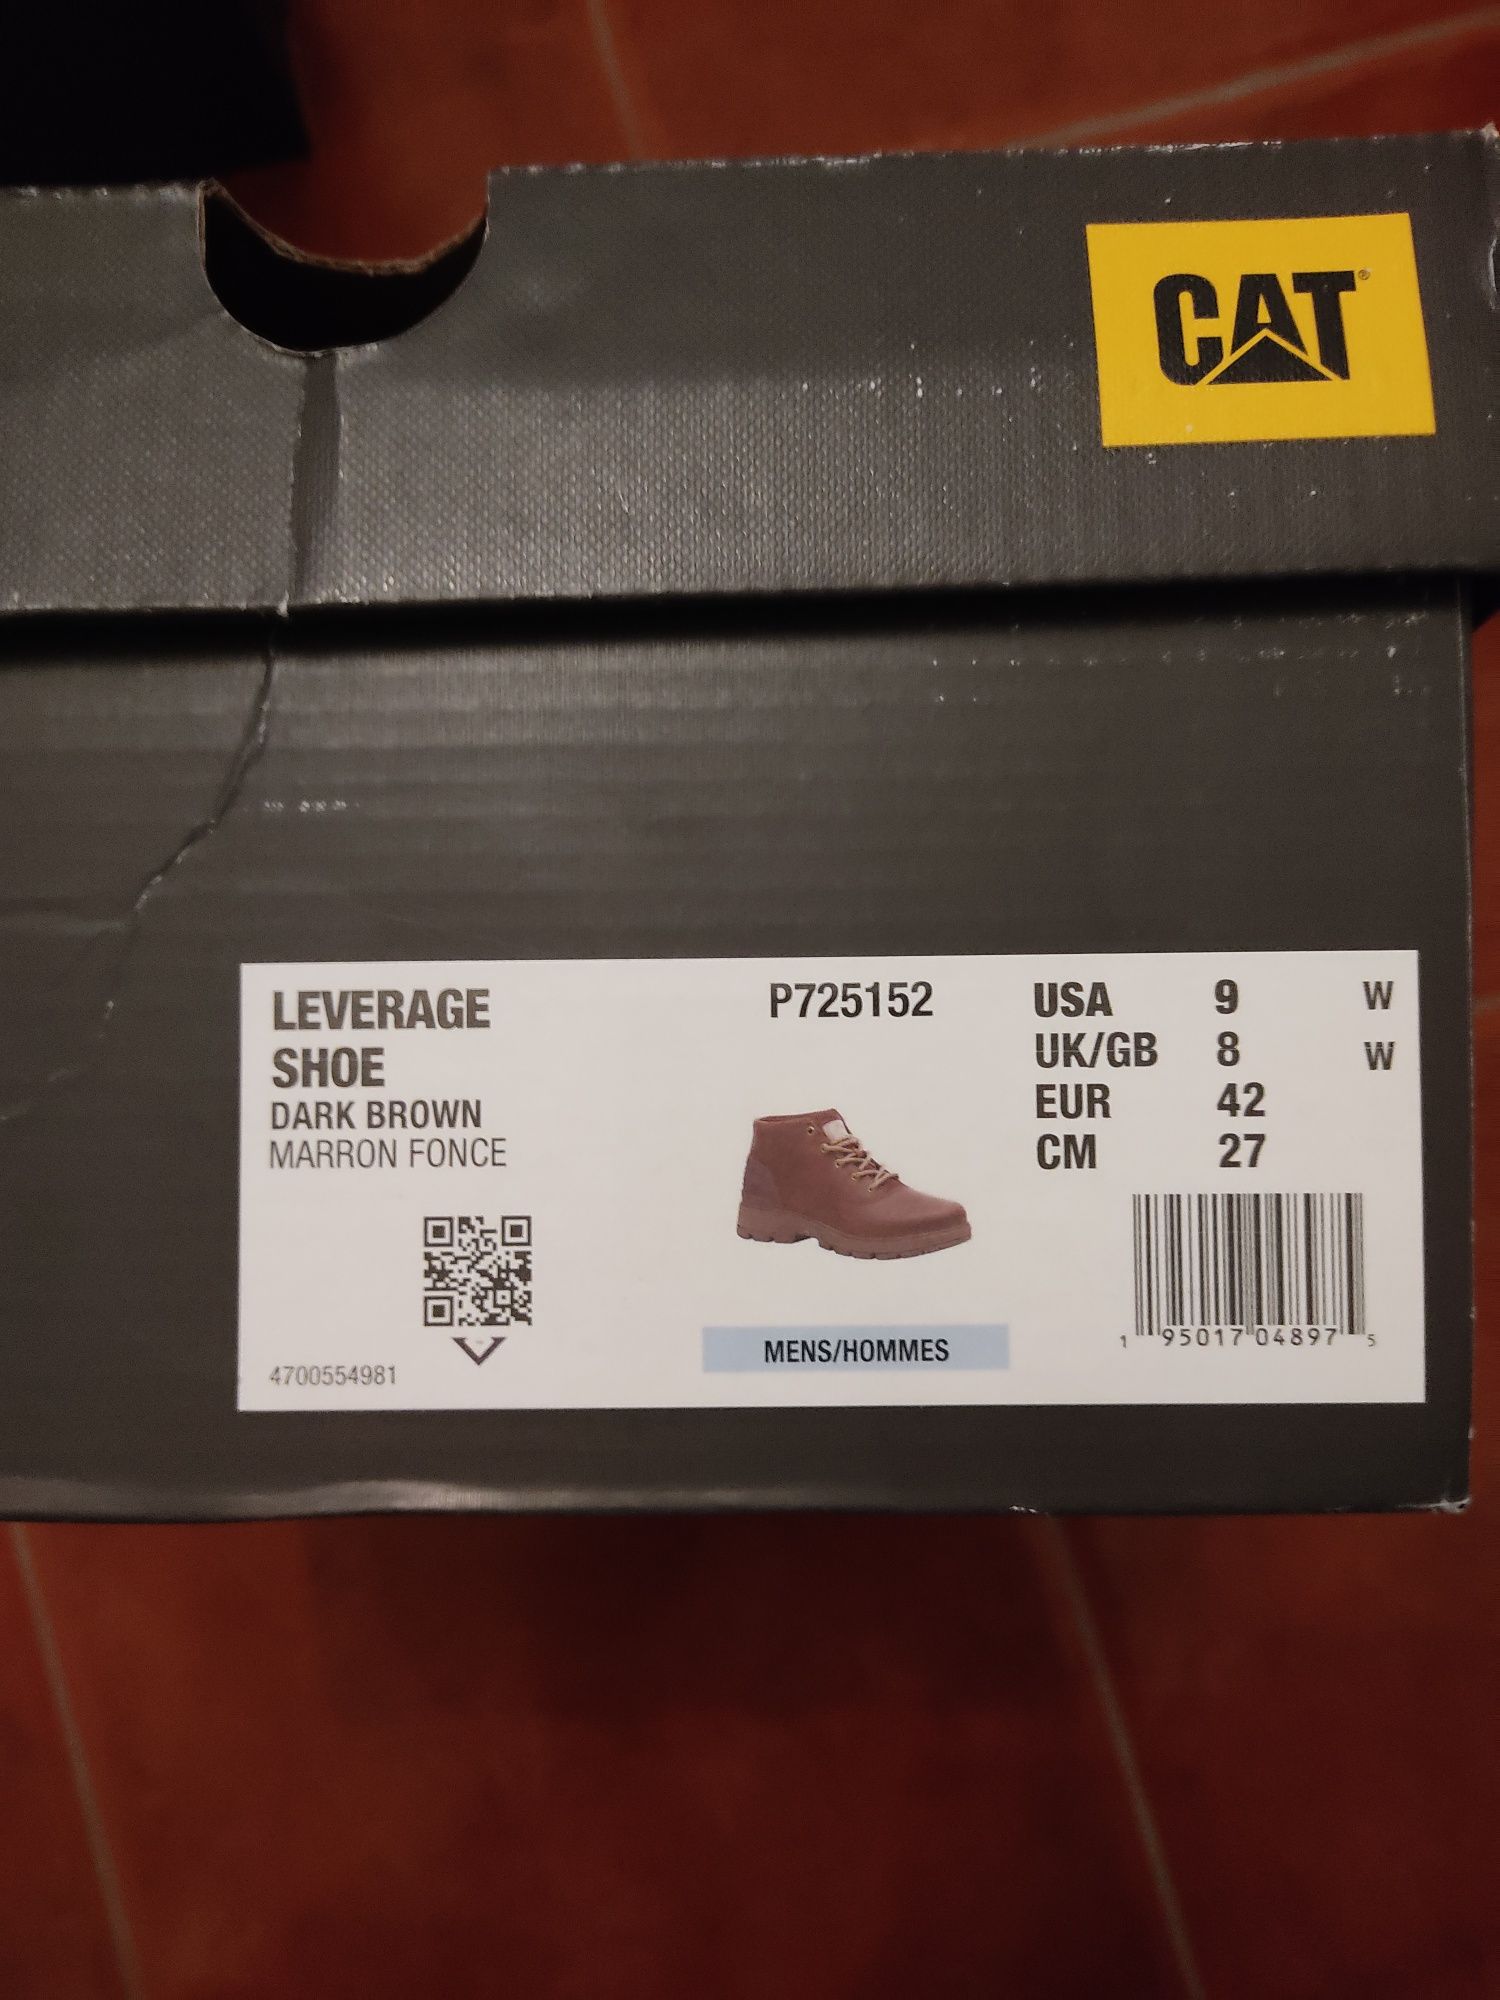 CAT®
LEVERAGE
SHOE
DARK BROWN
MARRON FONCE
P725152
USA 9 W
UK/GB 8 W
EUR 42
CM 27
1 95017 04897 5
MENS/HOMMES
4700554981